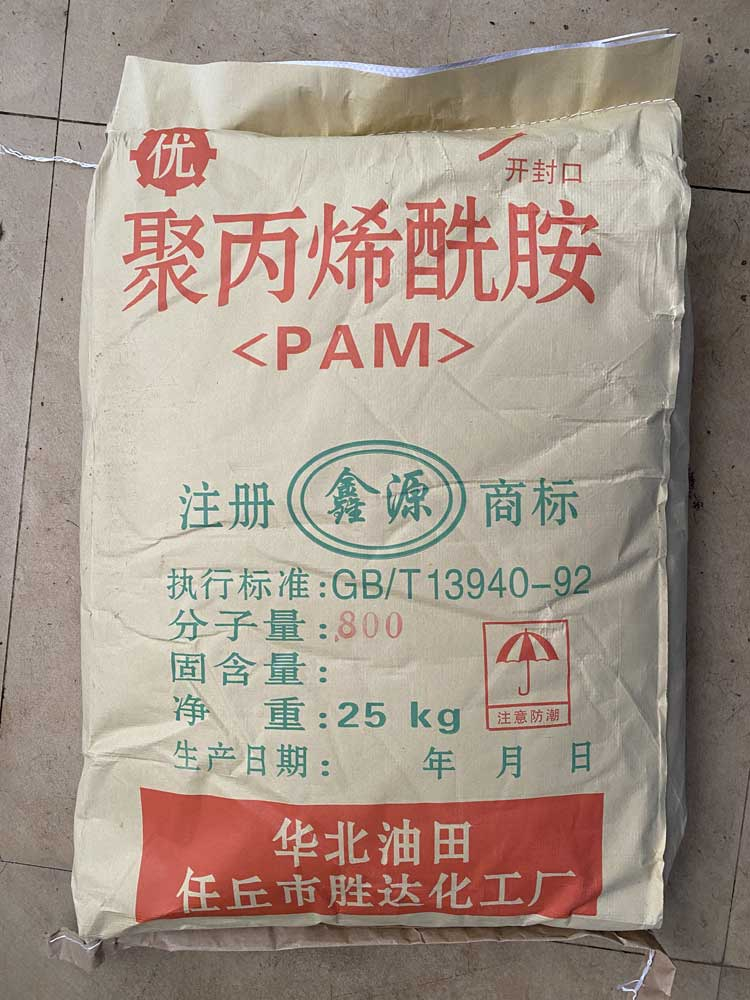 优
开封口
聚丙烯酰胺
<PAM>
注册 鑫源 商标
执行标准:GB/T13940-92
分子量:800
固含量:
净 重:25 kg
注意防潮
生产日期: 年 月 日
华北油田
任丘市胜达化工厂